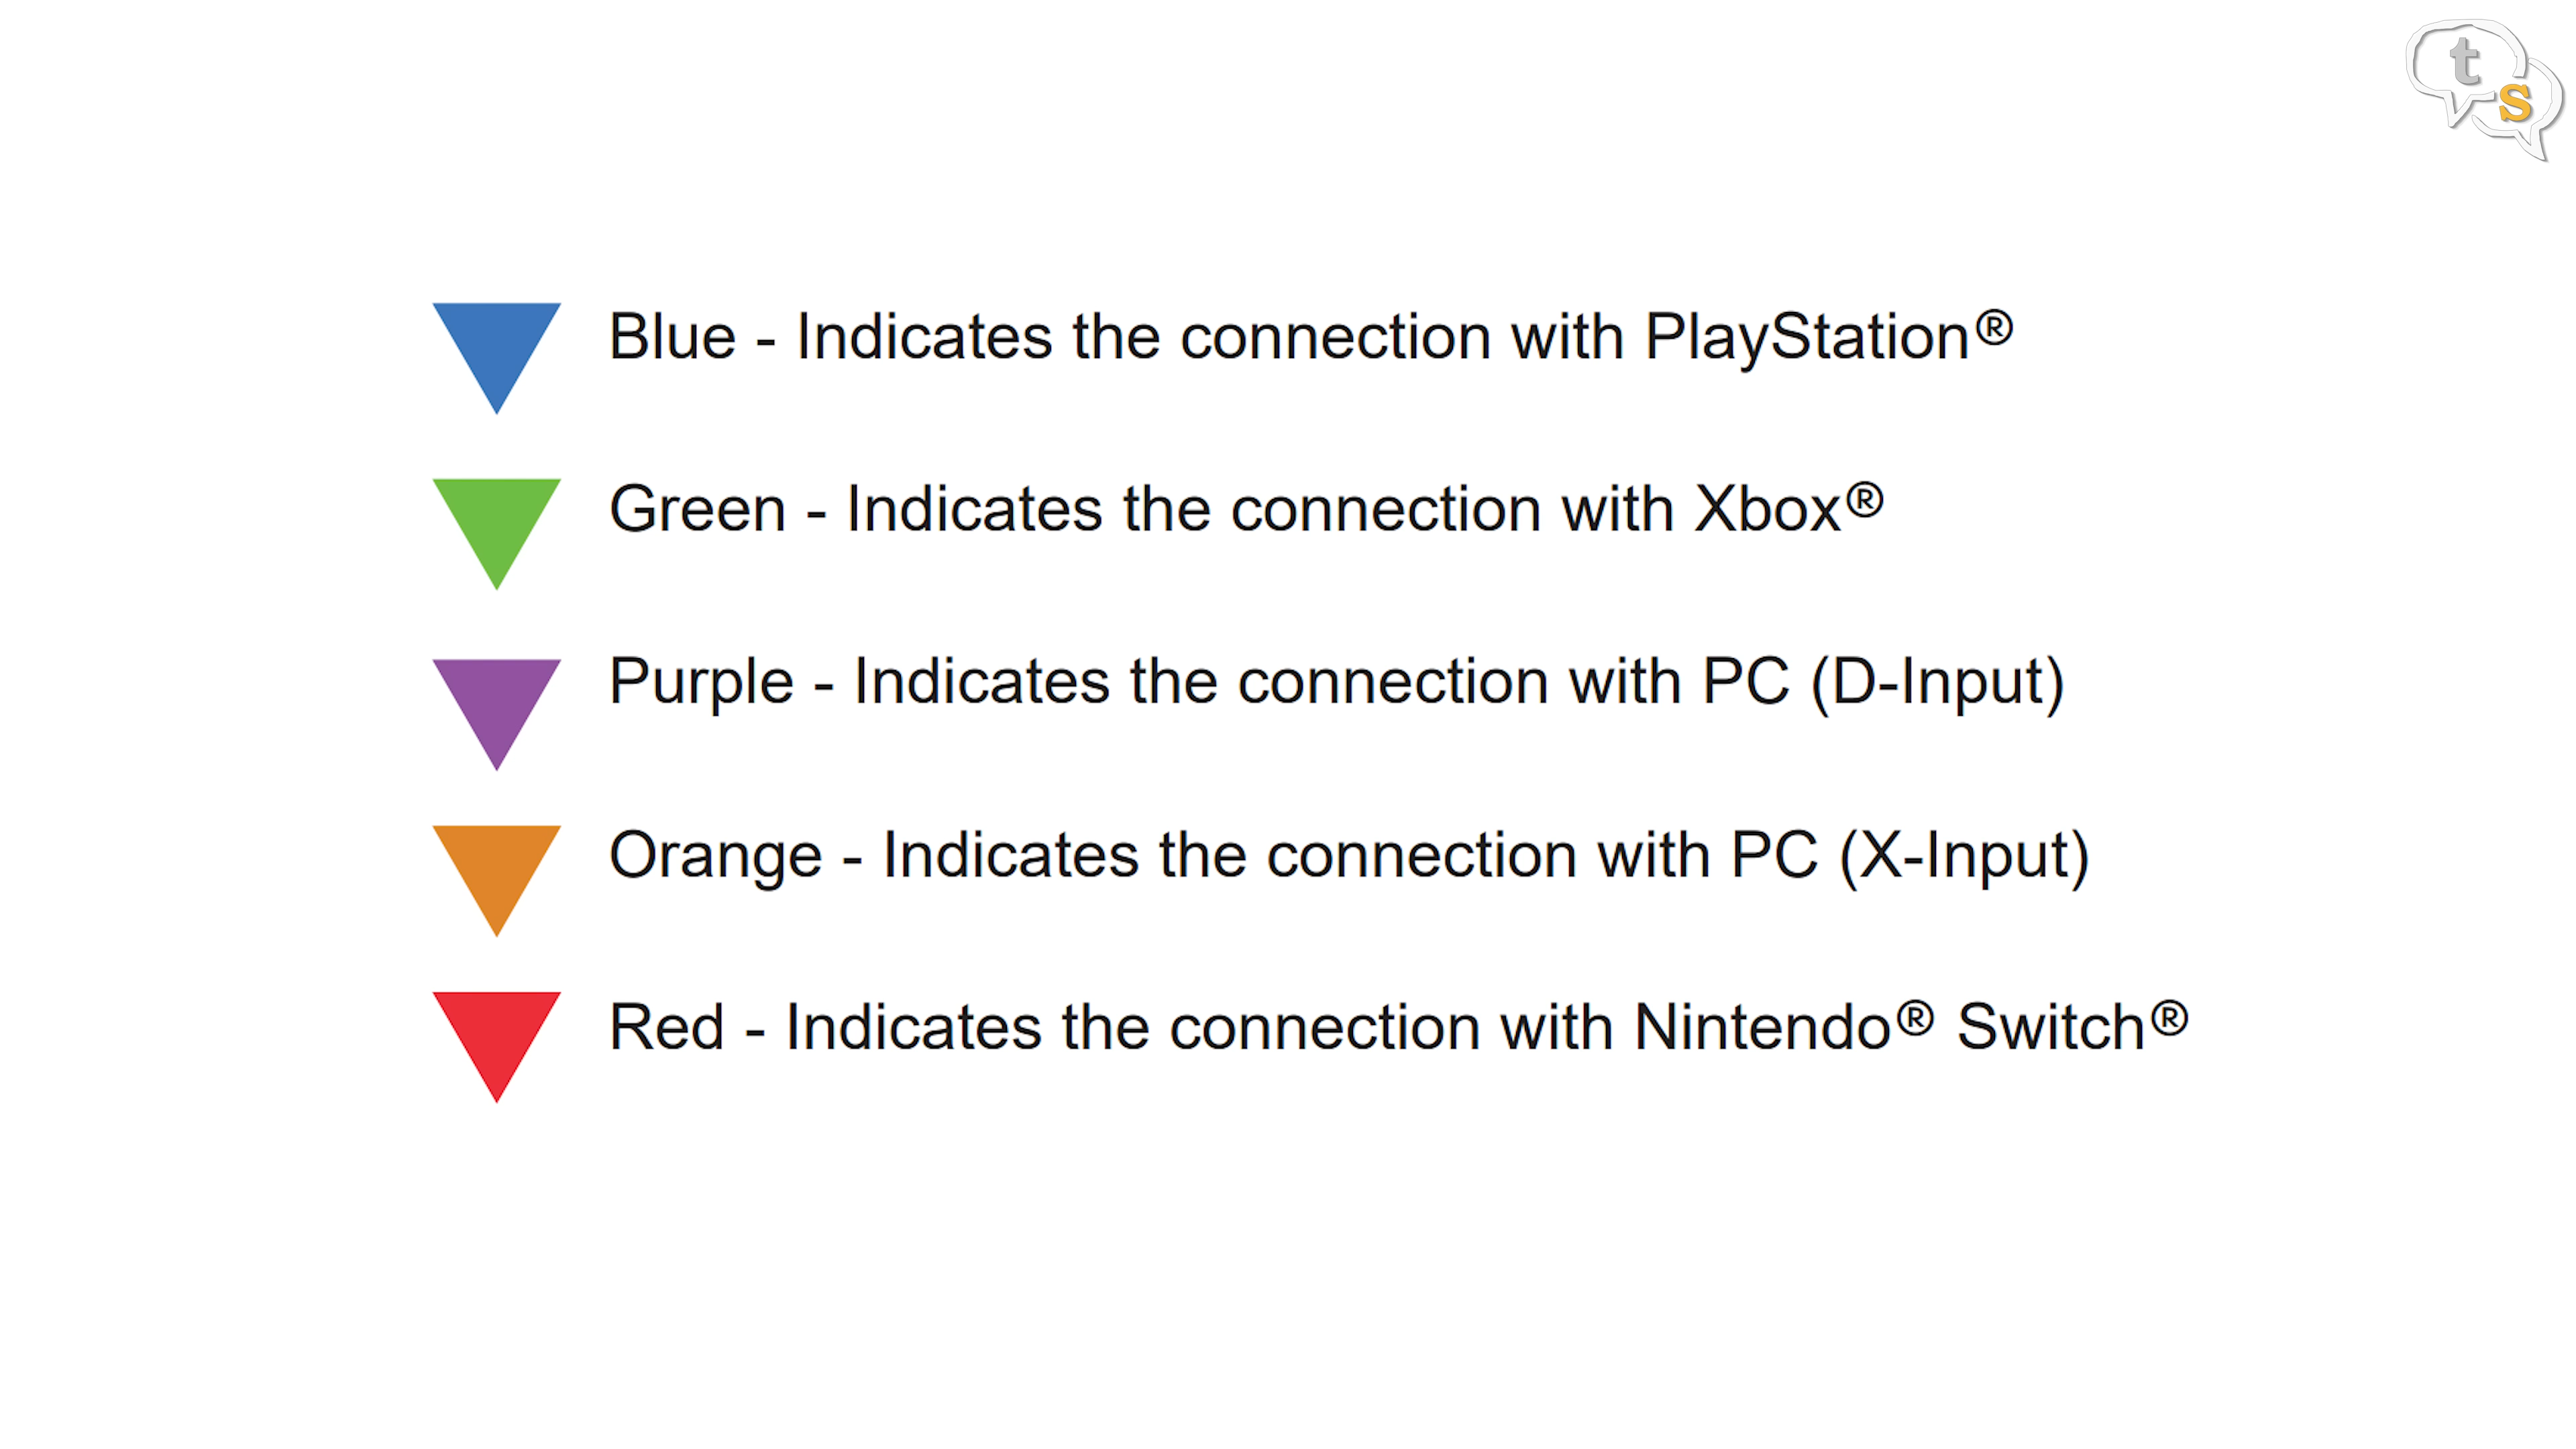 t
s
Blue - Indicates the connection with PlayStation®
Green - Indicates the connection with Xbox®
Purple - Indicates the connection with PC (D-Input)
Orange - Indicates the connection with PC (X-Input)
Red - Indicates the connection with Nintendo® Switch®